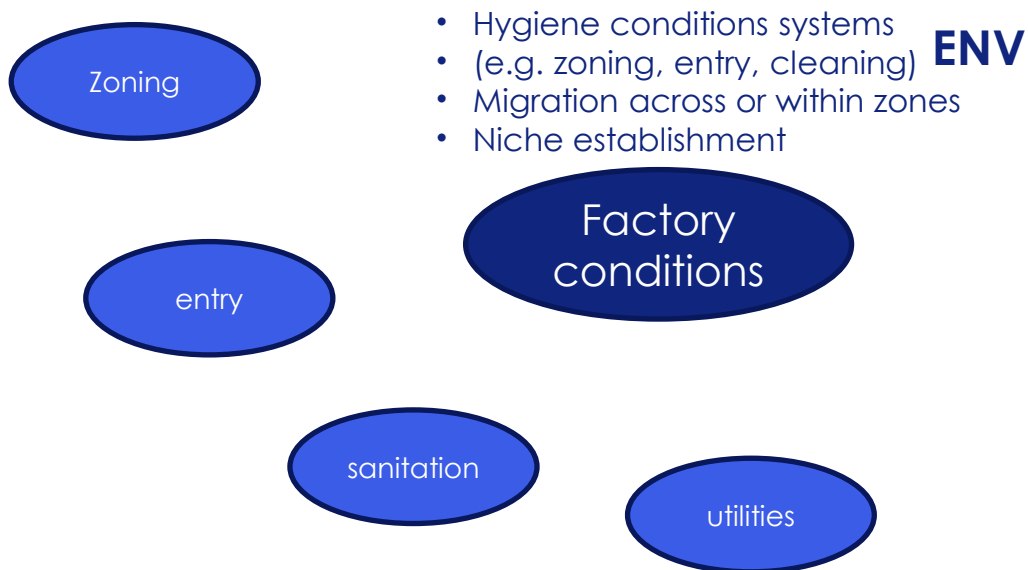 • Hygiene conditions systems
• (e.g. zoning, entry, cleaning)
ENV
• Migration across or within zones
• Niche establishment
Zoning
Factory
conditions
entry
sanitation
utilities